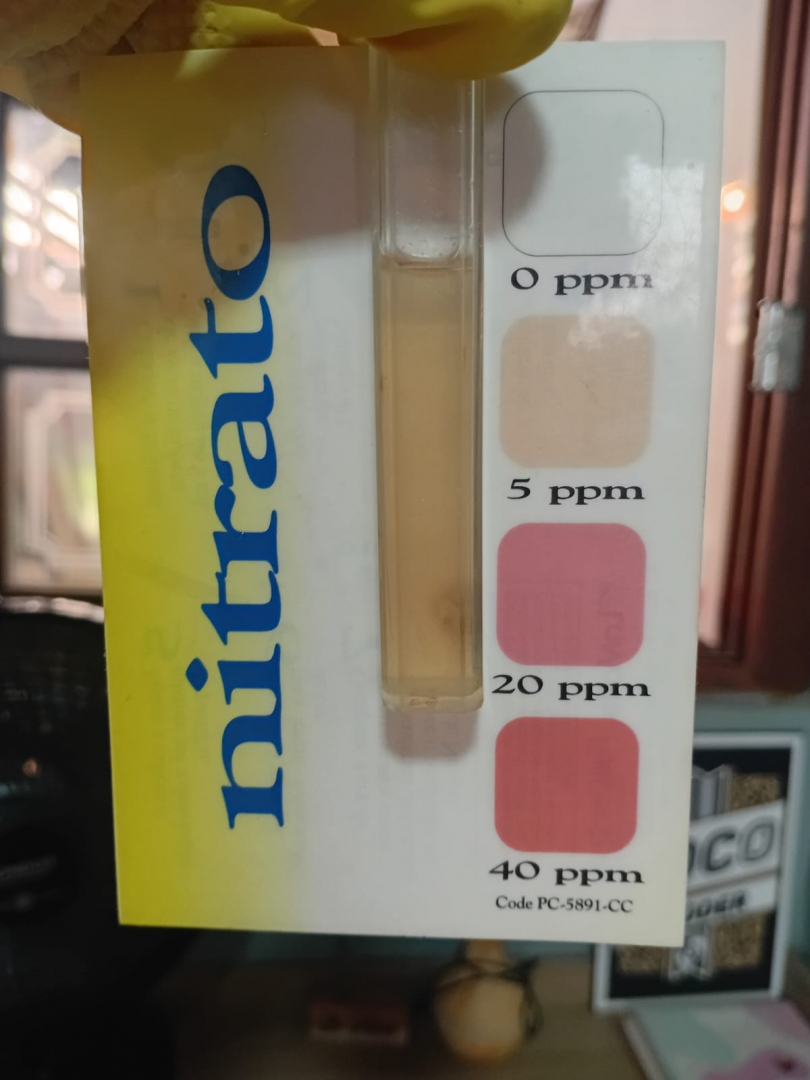 nitrato
0 ppm
5 ppm
20 ppm
40 ppm
Code PC-5891-CC